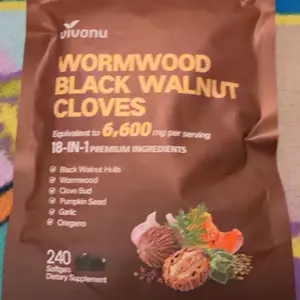 vivonu
WORMWOOD
BLACK WALNUT
CLOVES
Equivalent to 6,600 mg per serving
18-IN-1 PREMIUM INGREDIENTS
Black Walnut Hulls
Wormwood
Clove Bud
Pumpkin Seed
Garlic
Oregano
240
Softgels
Dietary Supplement